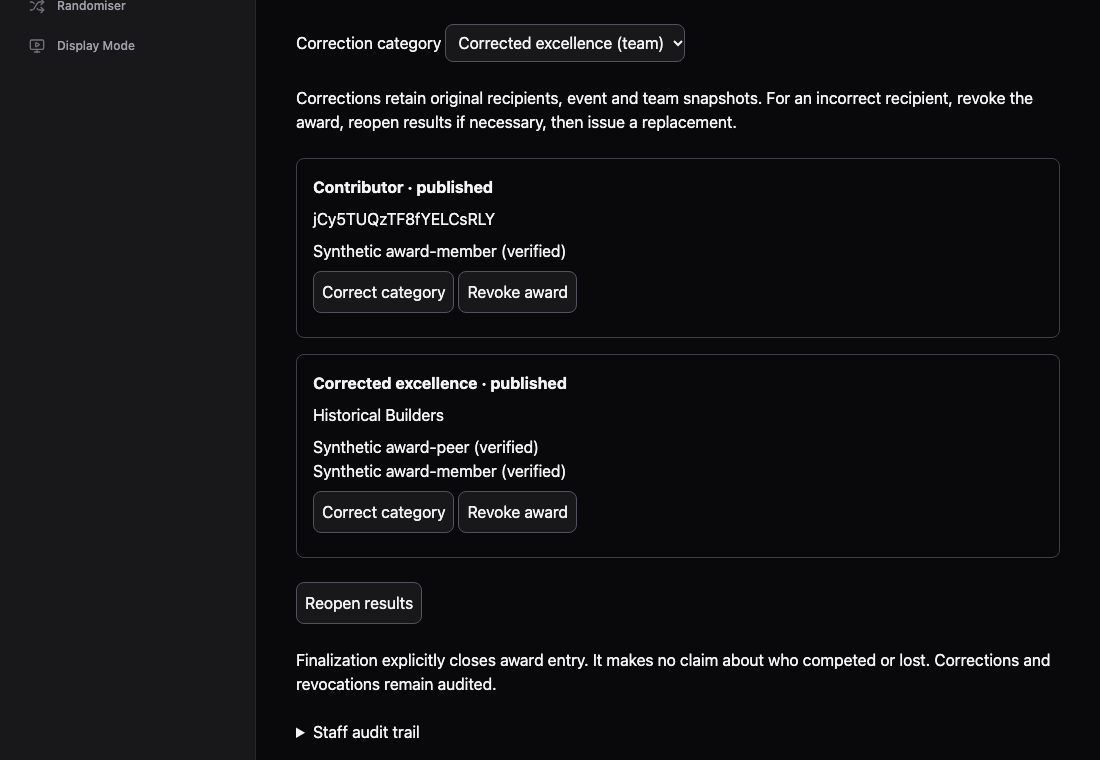 Randomiser
Display Mode
Correction category Corrected excellence (team)
Corrections retain original recipients, event and team snapshots. For an incorrect recipient, revoke the
award, reopen results if necessary, then issue a replacement.
Contributor · published
jCy5TUQzTF8fYELCsRLY
Synthetic award-member (verified)
Correct category Revoke award
Corrected excellence · published
Historical Builders
Synthetic award-peer (verified)
Synthetic award-member (verified)
Correct category Revoke award
Reopen results
Finalization explicitly closes award entry. It makes no claim about who competed or lost. Corrections and
revocations remain audited.
Staff audit trail